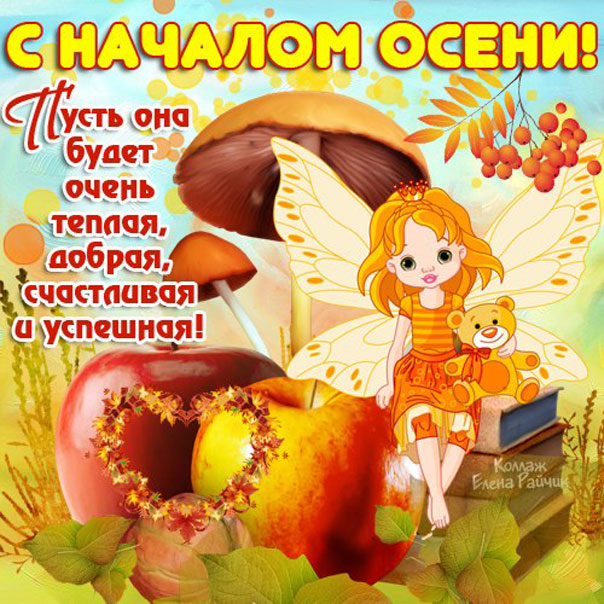 С НАЧАЛОМ ОСЕНИ!
Пусть она
будет
очень
теплая,
добрая,
счастливая
и успешная!
Коллаж
Елена Райчик